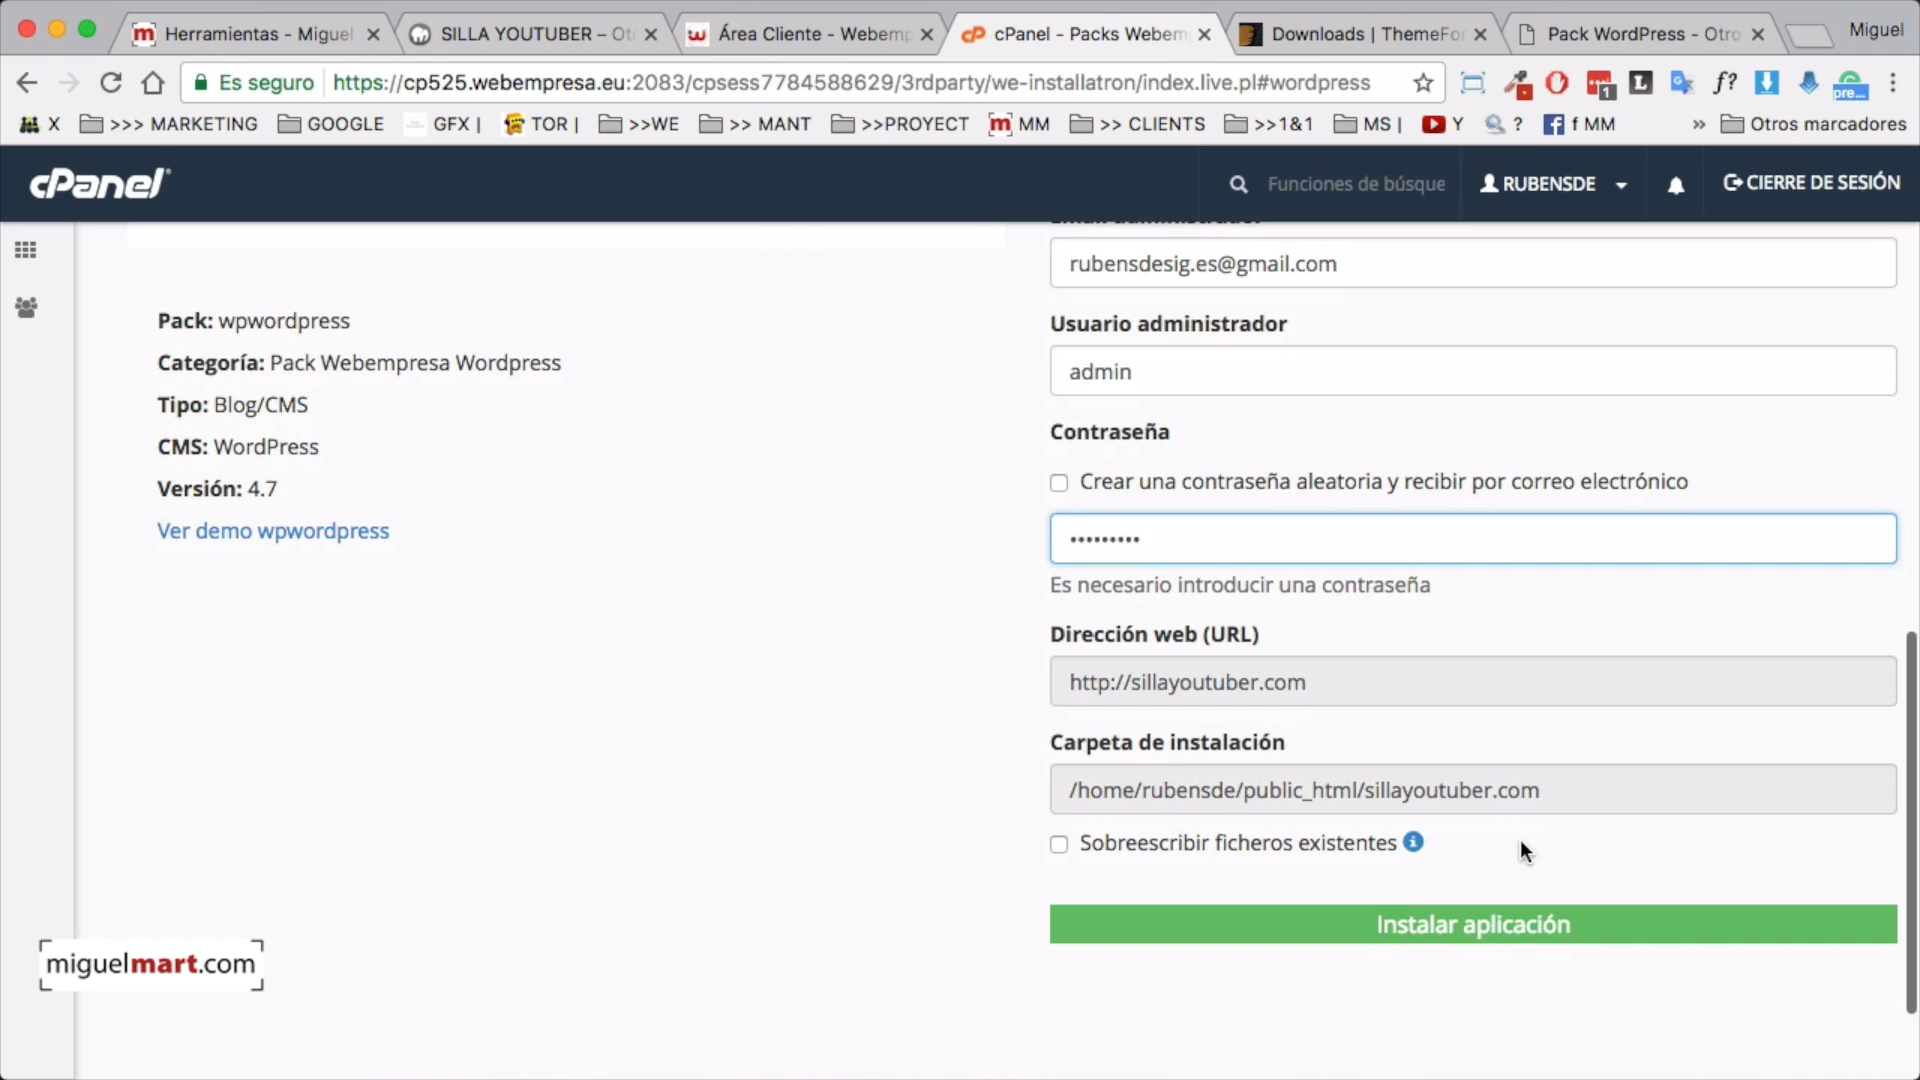 Herramientas - Miguel
SILLA YOUTUBER – Ot
Área Cliente - Webemp
cPanel - Packs Webem
Downloads | ThemeFor
Pack WordPress - Otro
Miguel
Es seguro
https://cp525.webempresa.eu:2083/cpsess7784588629/3rdparty/we-installatron/index.live.pl#wordpress
1
L
f?
pre...
X
>>> MARKETING
GOOGLE
GFX |
TOR |
>>WE
>> MANT
>>PROYECT
MM
>> CLIENTS
>>1&1
MS |
Y
?
f MM
»
Otros marcadores
cPanel
Funciones de búsque
RUBENSDE
CIERRE DE SESIÓN
Pack: wpwordpress
Categoría: Pack Webempresa Wordpress
Tipo: Blog/CMS
CMS: WordPress
Versión: 4.7
Ver demo wpwordpress
rubensdesig.es@gmail.com
Usuario administrador
admin
Contraseña
Crear una contraseña aleatoria y recibir por correo electrónico
•••••••••
Es necesario introducir una contraseña
Dirección web (URL)
http://sillayoutuber.com
Carpeta de instalación
/home/rubensde/public_html/sillayoutuber.com
Sobreescribir ficheros existentes
Instalar aplicación
miguelmart.com